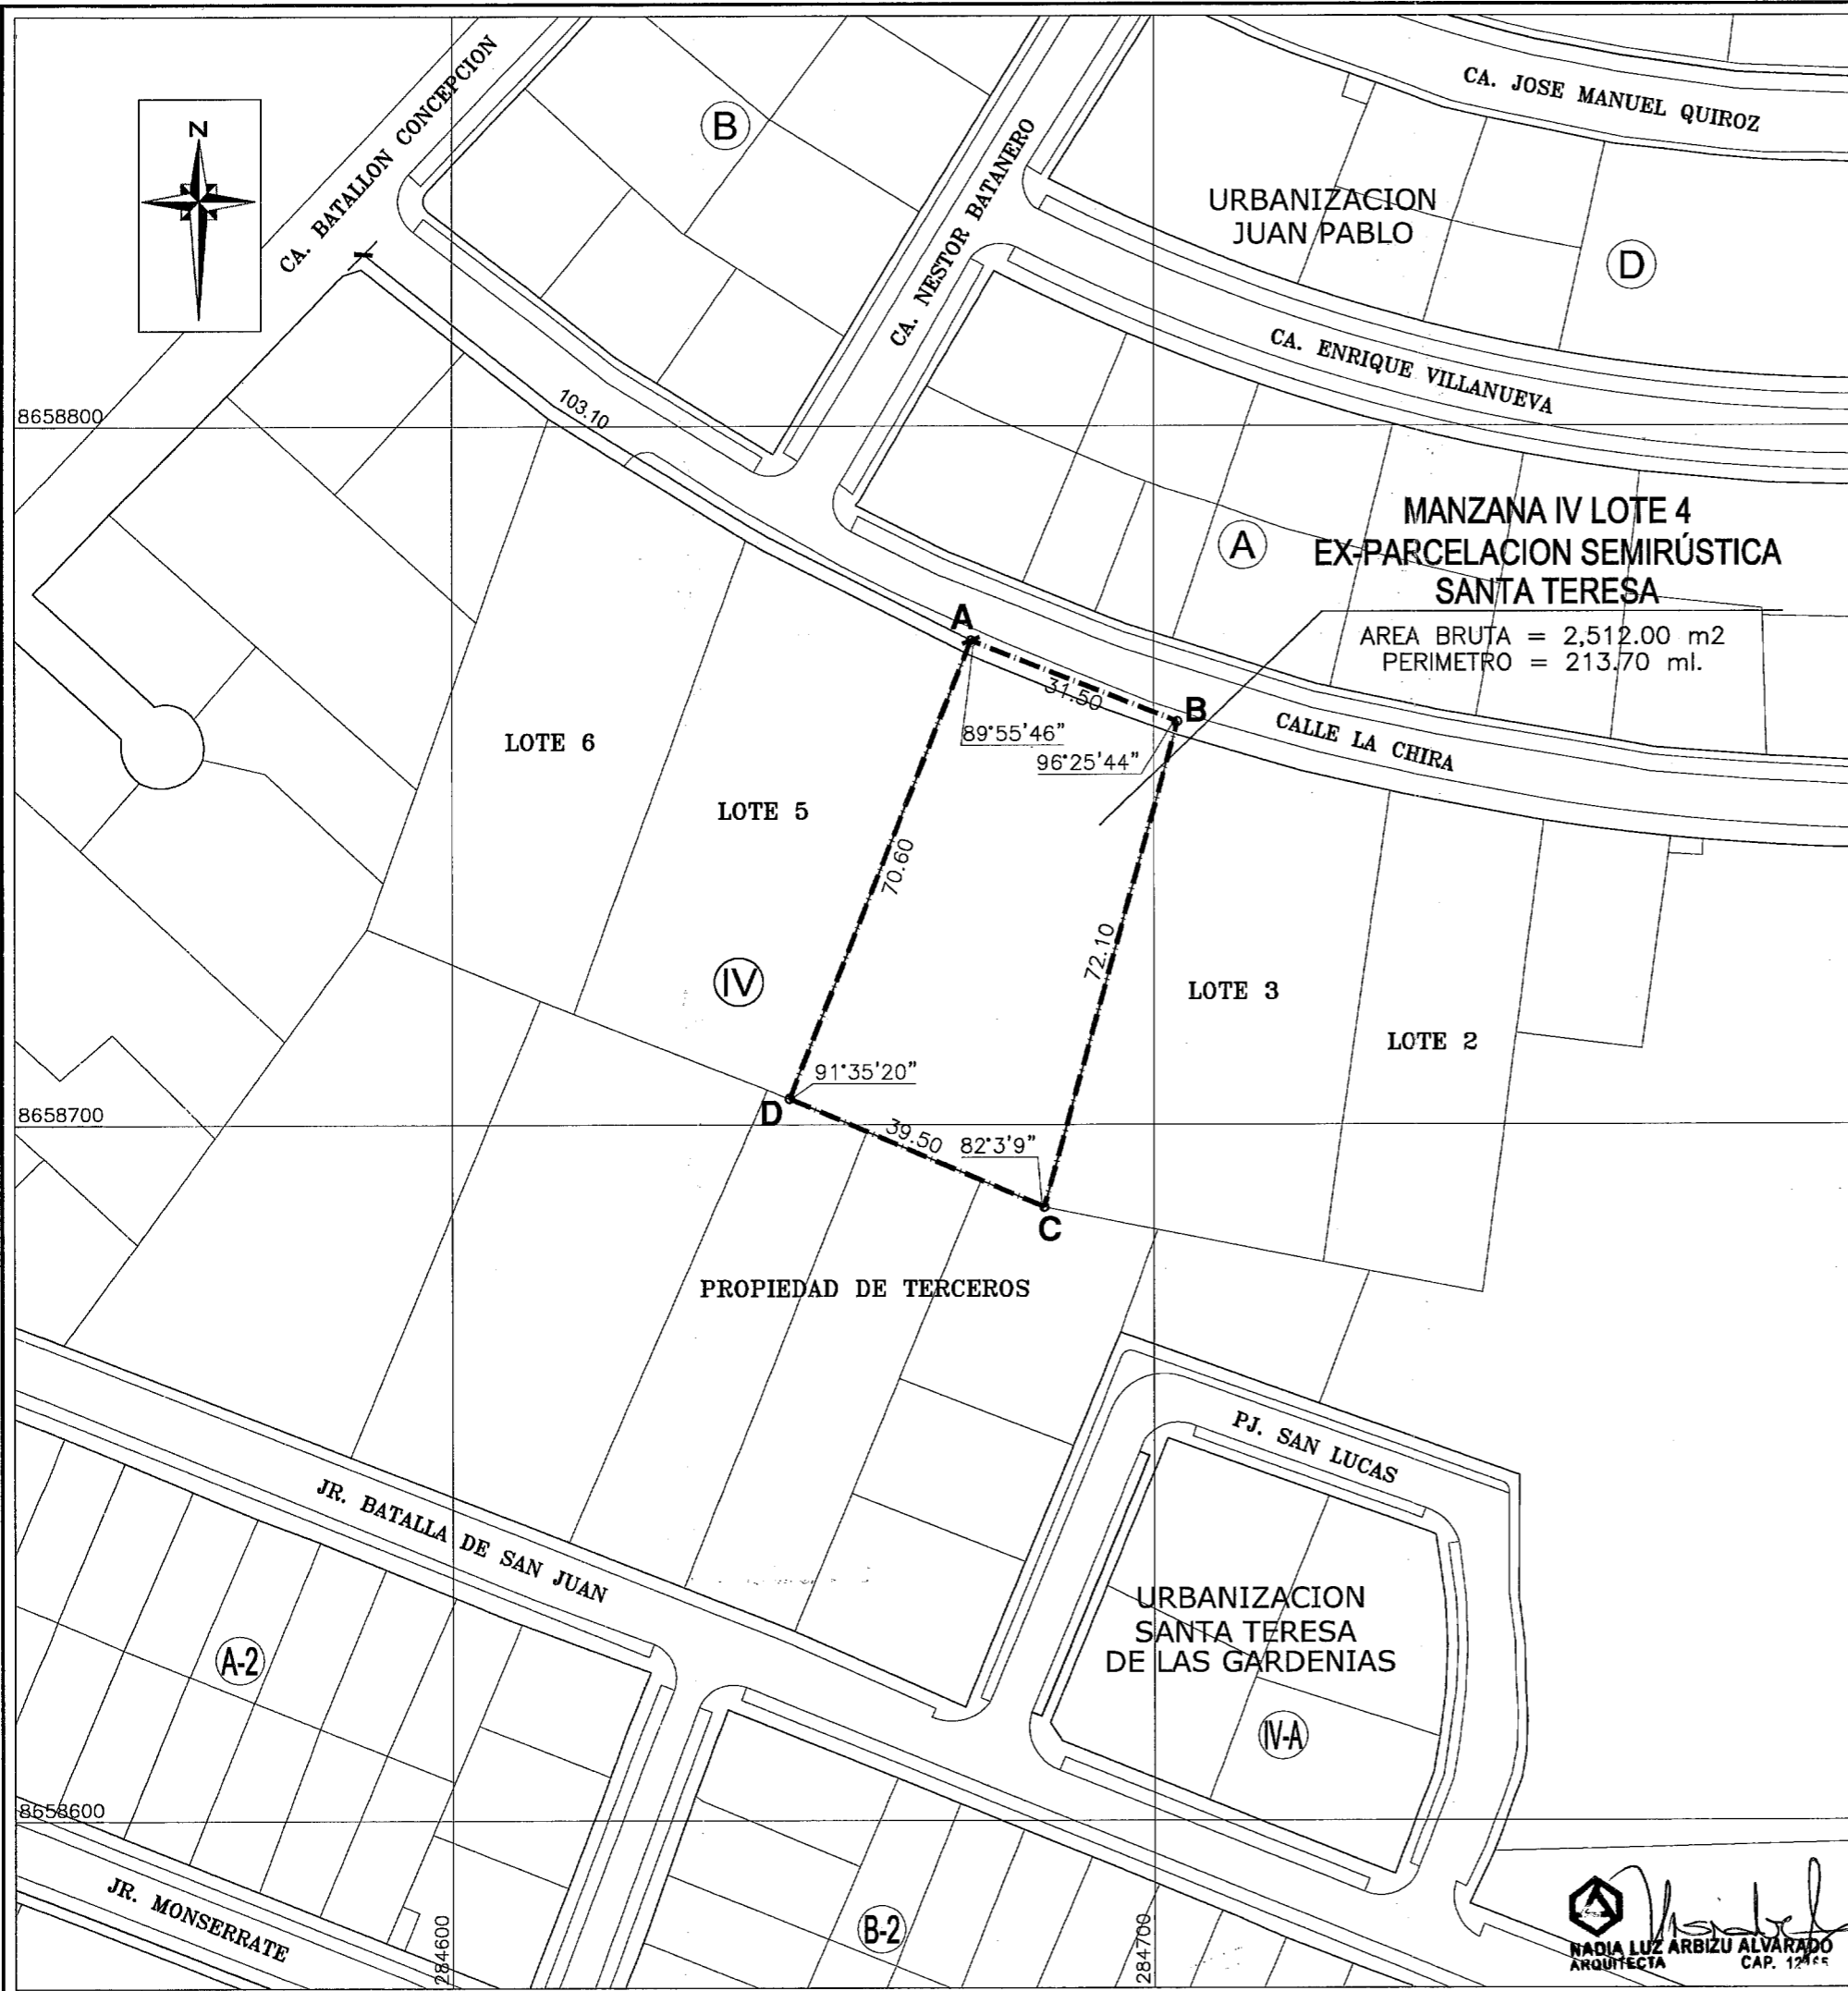 CA. JOSE MANUEL QUIROZ
CA. BATALLON CONCEPCION
N
B
CA. NESTOR BATANERO
URBANIZACION
JUAN PABLO
D
CA. ENRIQUE VILLANUEVA
8658800
103.10
MANZANA IV LOTE 4
EX-PARCELACION SEMIRÚSTICA
SANTA TERESA
A
AREA BRUTA = 2,512.00 m2
PERIMETRO = 213.70 ml.
A
31.50
B
89°55'46"
96°25'44"
CALLE LA CHIRA
LOTE 6
LOTE 5
70.60
72.10
IV
LOTE 3
LOTE 2
91°35'20"
D
8658700
39.50
82°3'9"
C
PROPIEDAD DE TERCEROS
PJ. SAN LUCAS
JR. BATALLA DE SAN JUAN
URBANIZACION
SANTA TERESA
DE LAS GARDENIAS
A-2
IV-A
8658600
JR. MONSERRATE
284600
B-2
284700
NADIA LUZ ARBIZU ALVARADO
ARQUITECTA
CAP.